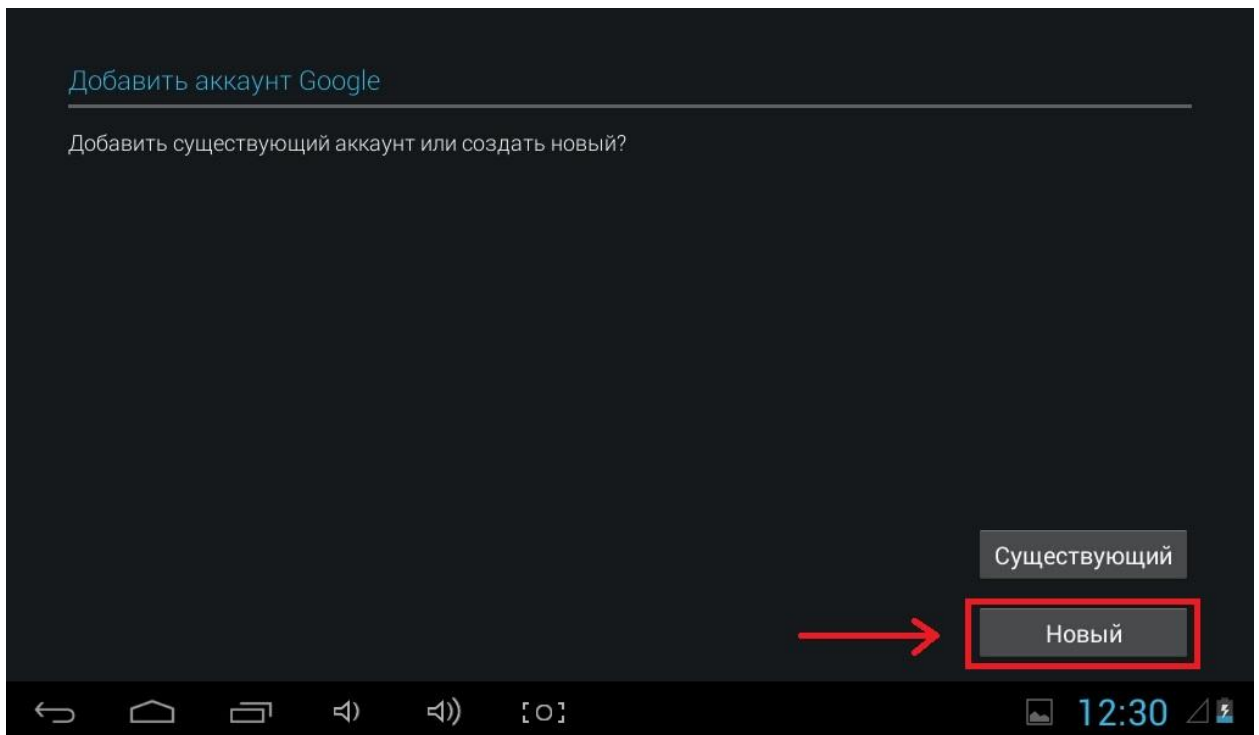 Добавить аккаунт Google
Добавить существующий аккаунт или создать новый?
Существующий
Новый
12:30